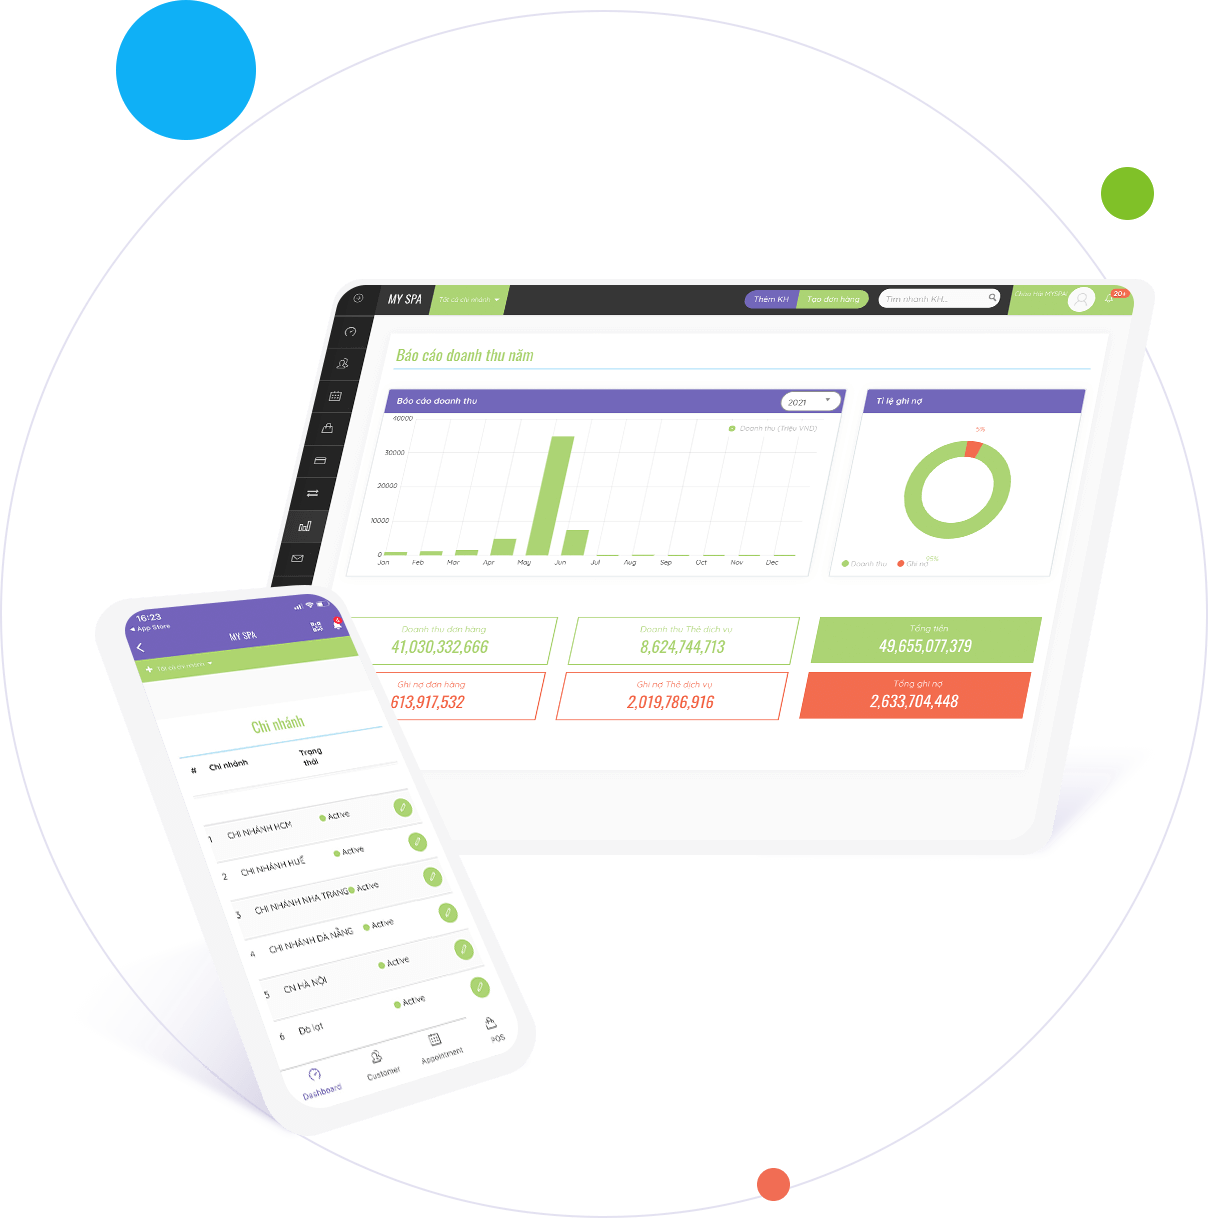 MY SPA
Tất cả chi nhánh
Thêm KH
Tạo đơn hàng
Tìm nhanh KH...
Chào HN MYSPA!
20+
Báo cáo doanh thu năm
Báo cáo doanh thu
2021
Doanh thu (Triệu VND)
40000
30000
20000
10000
0
Jan Feb Mar Apr May Jun Jul Aug Sep Oct Nov Dec
Tỉ lệ ghi nợ
5%
95%
Doanh thu
Ghi nợ
Doanh thu đơn hàng
41,030,332,666
Doanh thu Thẻ dịch vụ
8,624,744,713
Tổng tiền
49,655,077,379
Ghi nợ đơn hàng
613,917,532
Ghi nợ Thẻ dịch vụ
2,019,786,916
Tổng ghi nợ
2,633,704,448
16:23
App Store
MY SPA
Tất cả chi nhánh
Chi nhánh
# Chi nhánh Trạng
thái
1 CHI NHÁNH HCM Active
2 CHI NHÁNH HUẾ Active
3 CHI NHÁNH NHA TRANG Active
4 CHI NHÁNH ĐÀ NẴNG Active
5 CN HÀ NỘI Active
6 Đà lạt Active
Dashboard
Customer
Appointment
POS